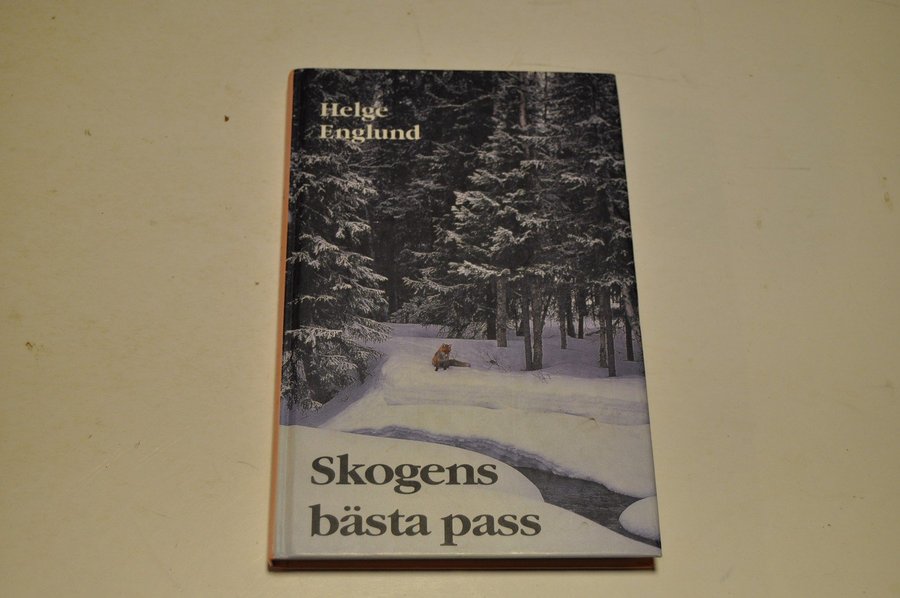 Helge
Englund
Skogens
bästa pass